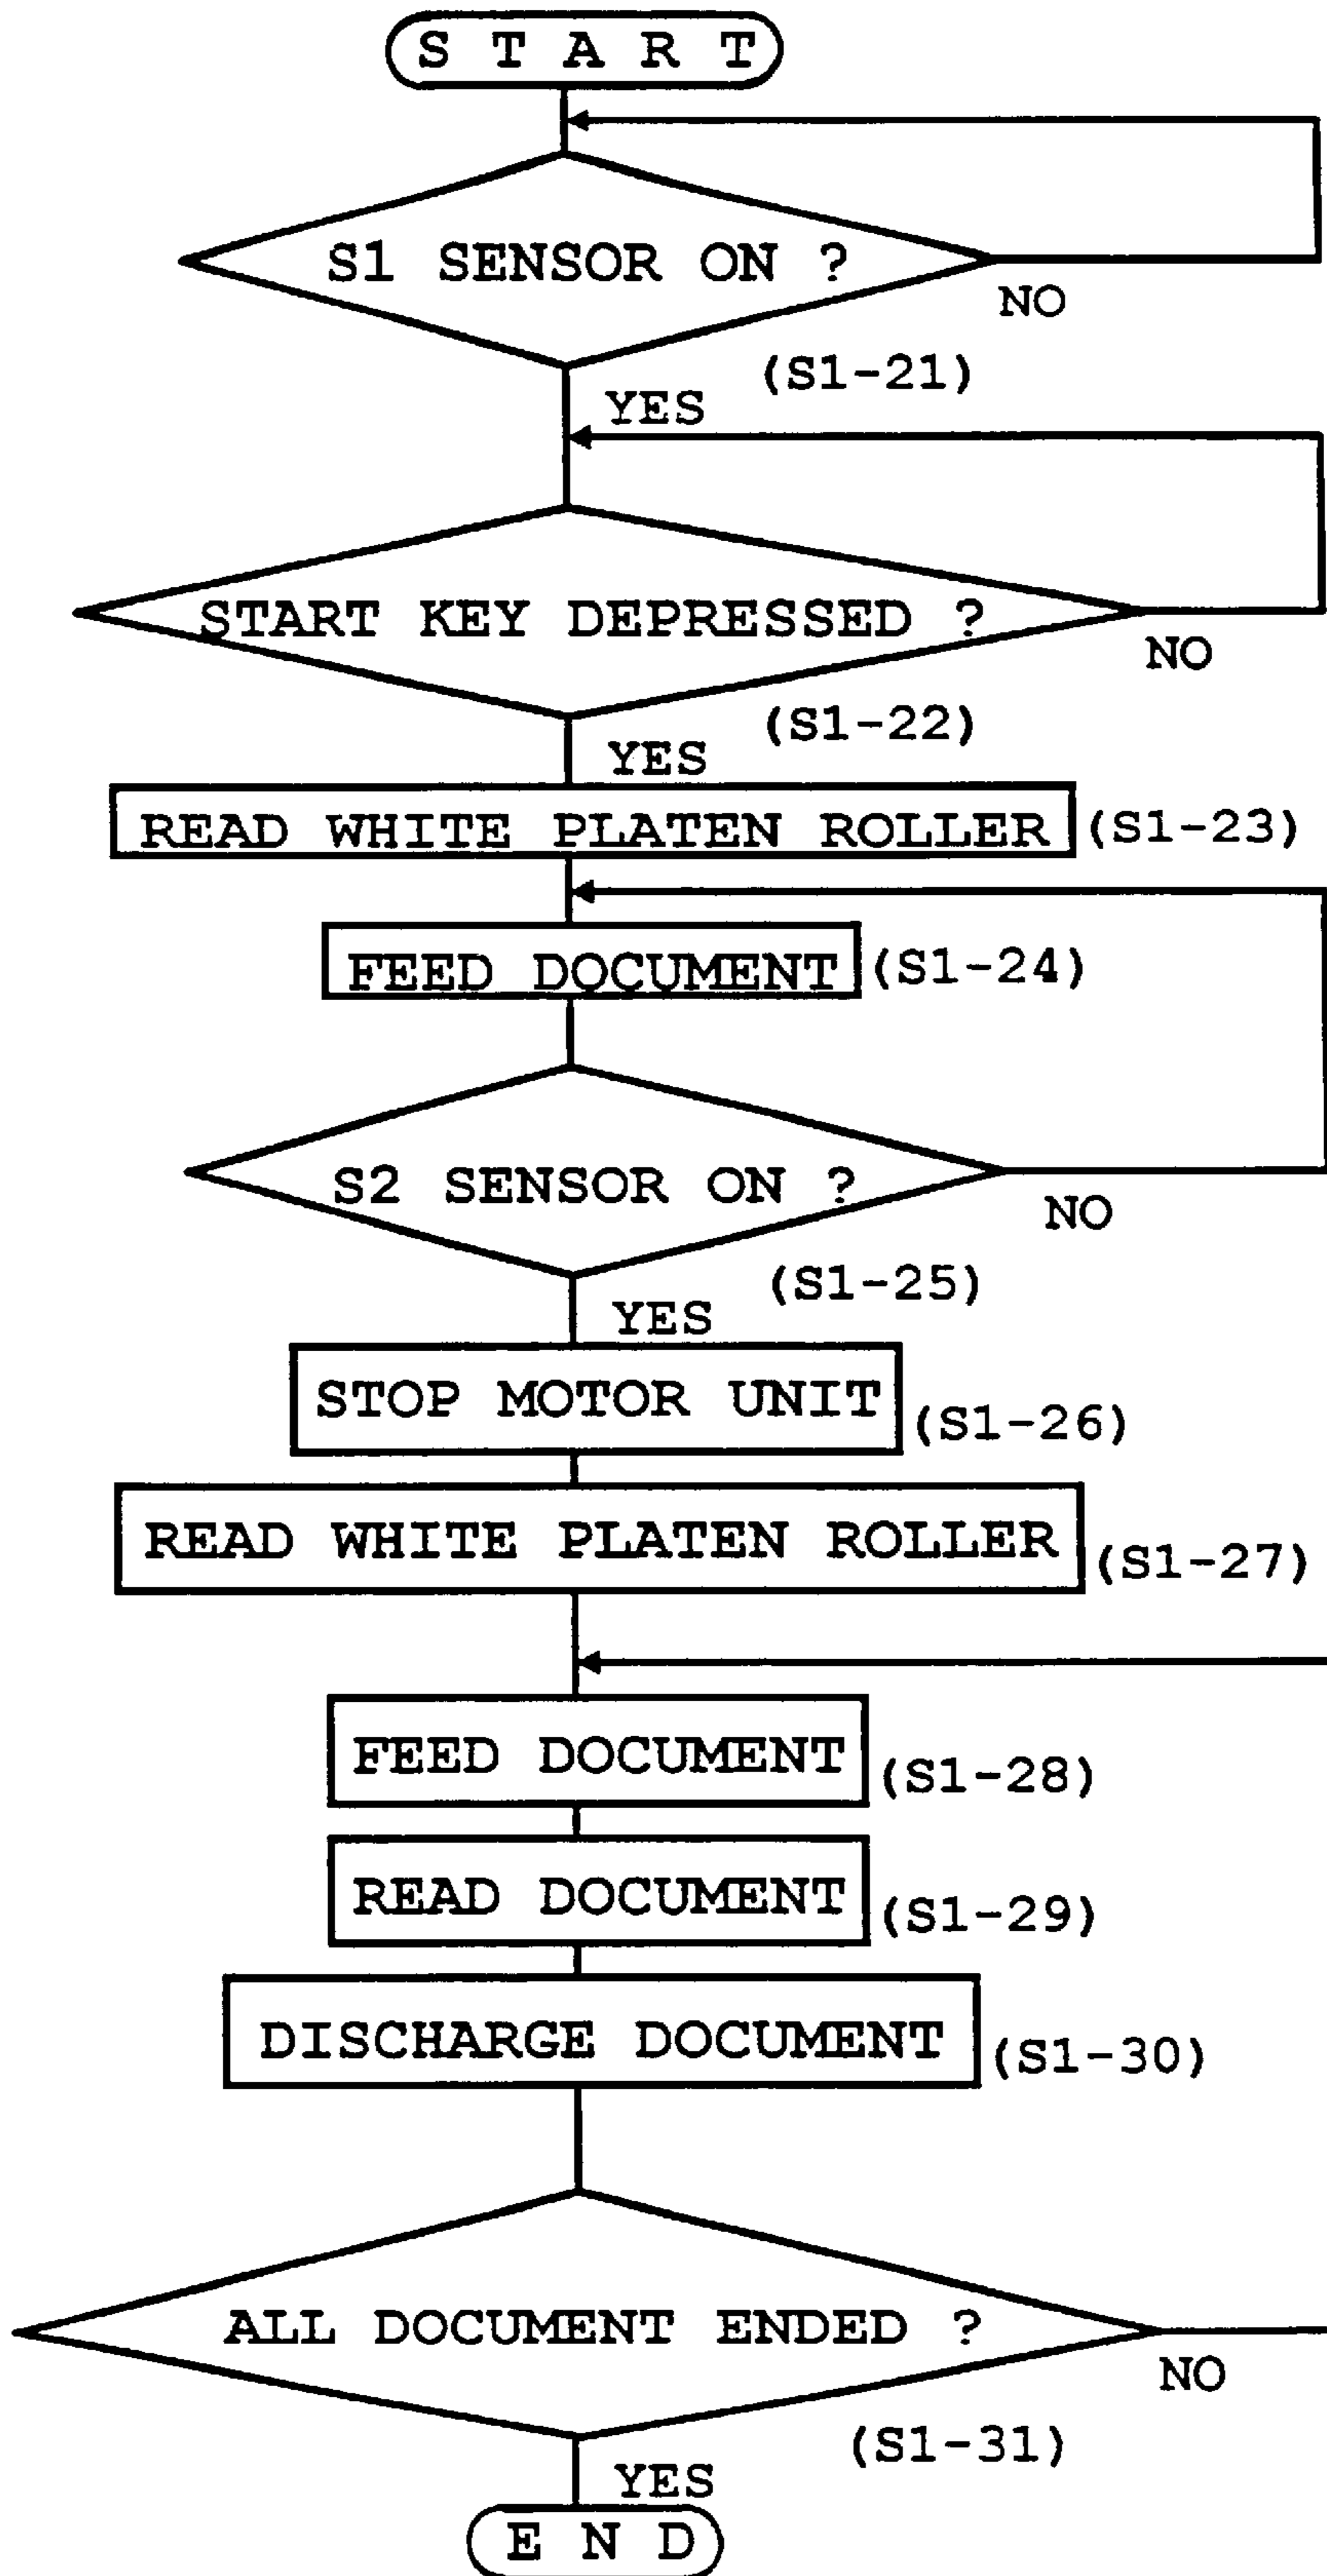 START
S1 SENSOR ON ?
NO
(S1-21)
YES
START KEY DEPRESSED ?
NO
(S1-22)
YES
READ WHITE PLATEN ROLLER (S1-23)
FEED DOCUMENT (S1-24)
S2 SENSOR ON ?
NO
(S1-25)
YES
STOP MOTOR UNIT (S1-26)
READ WHITE PLATEN ROLLER (S1-27)
FEED DOCUMENT (S1-28)
READ DOCUMENT (S1-29)
DISCHARGE DOCUMENT (S1-30)
ALL DOCUMENT ENDED ?
NO
(S1-31)
YES
END